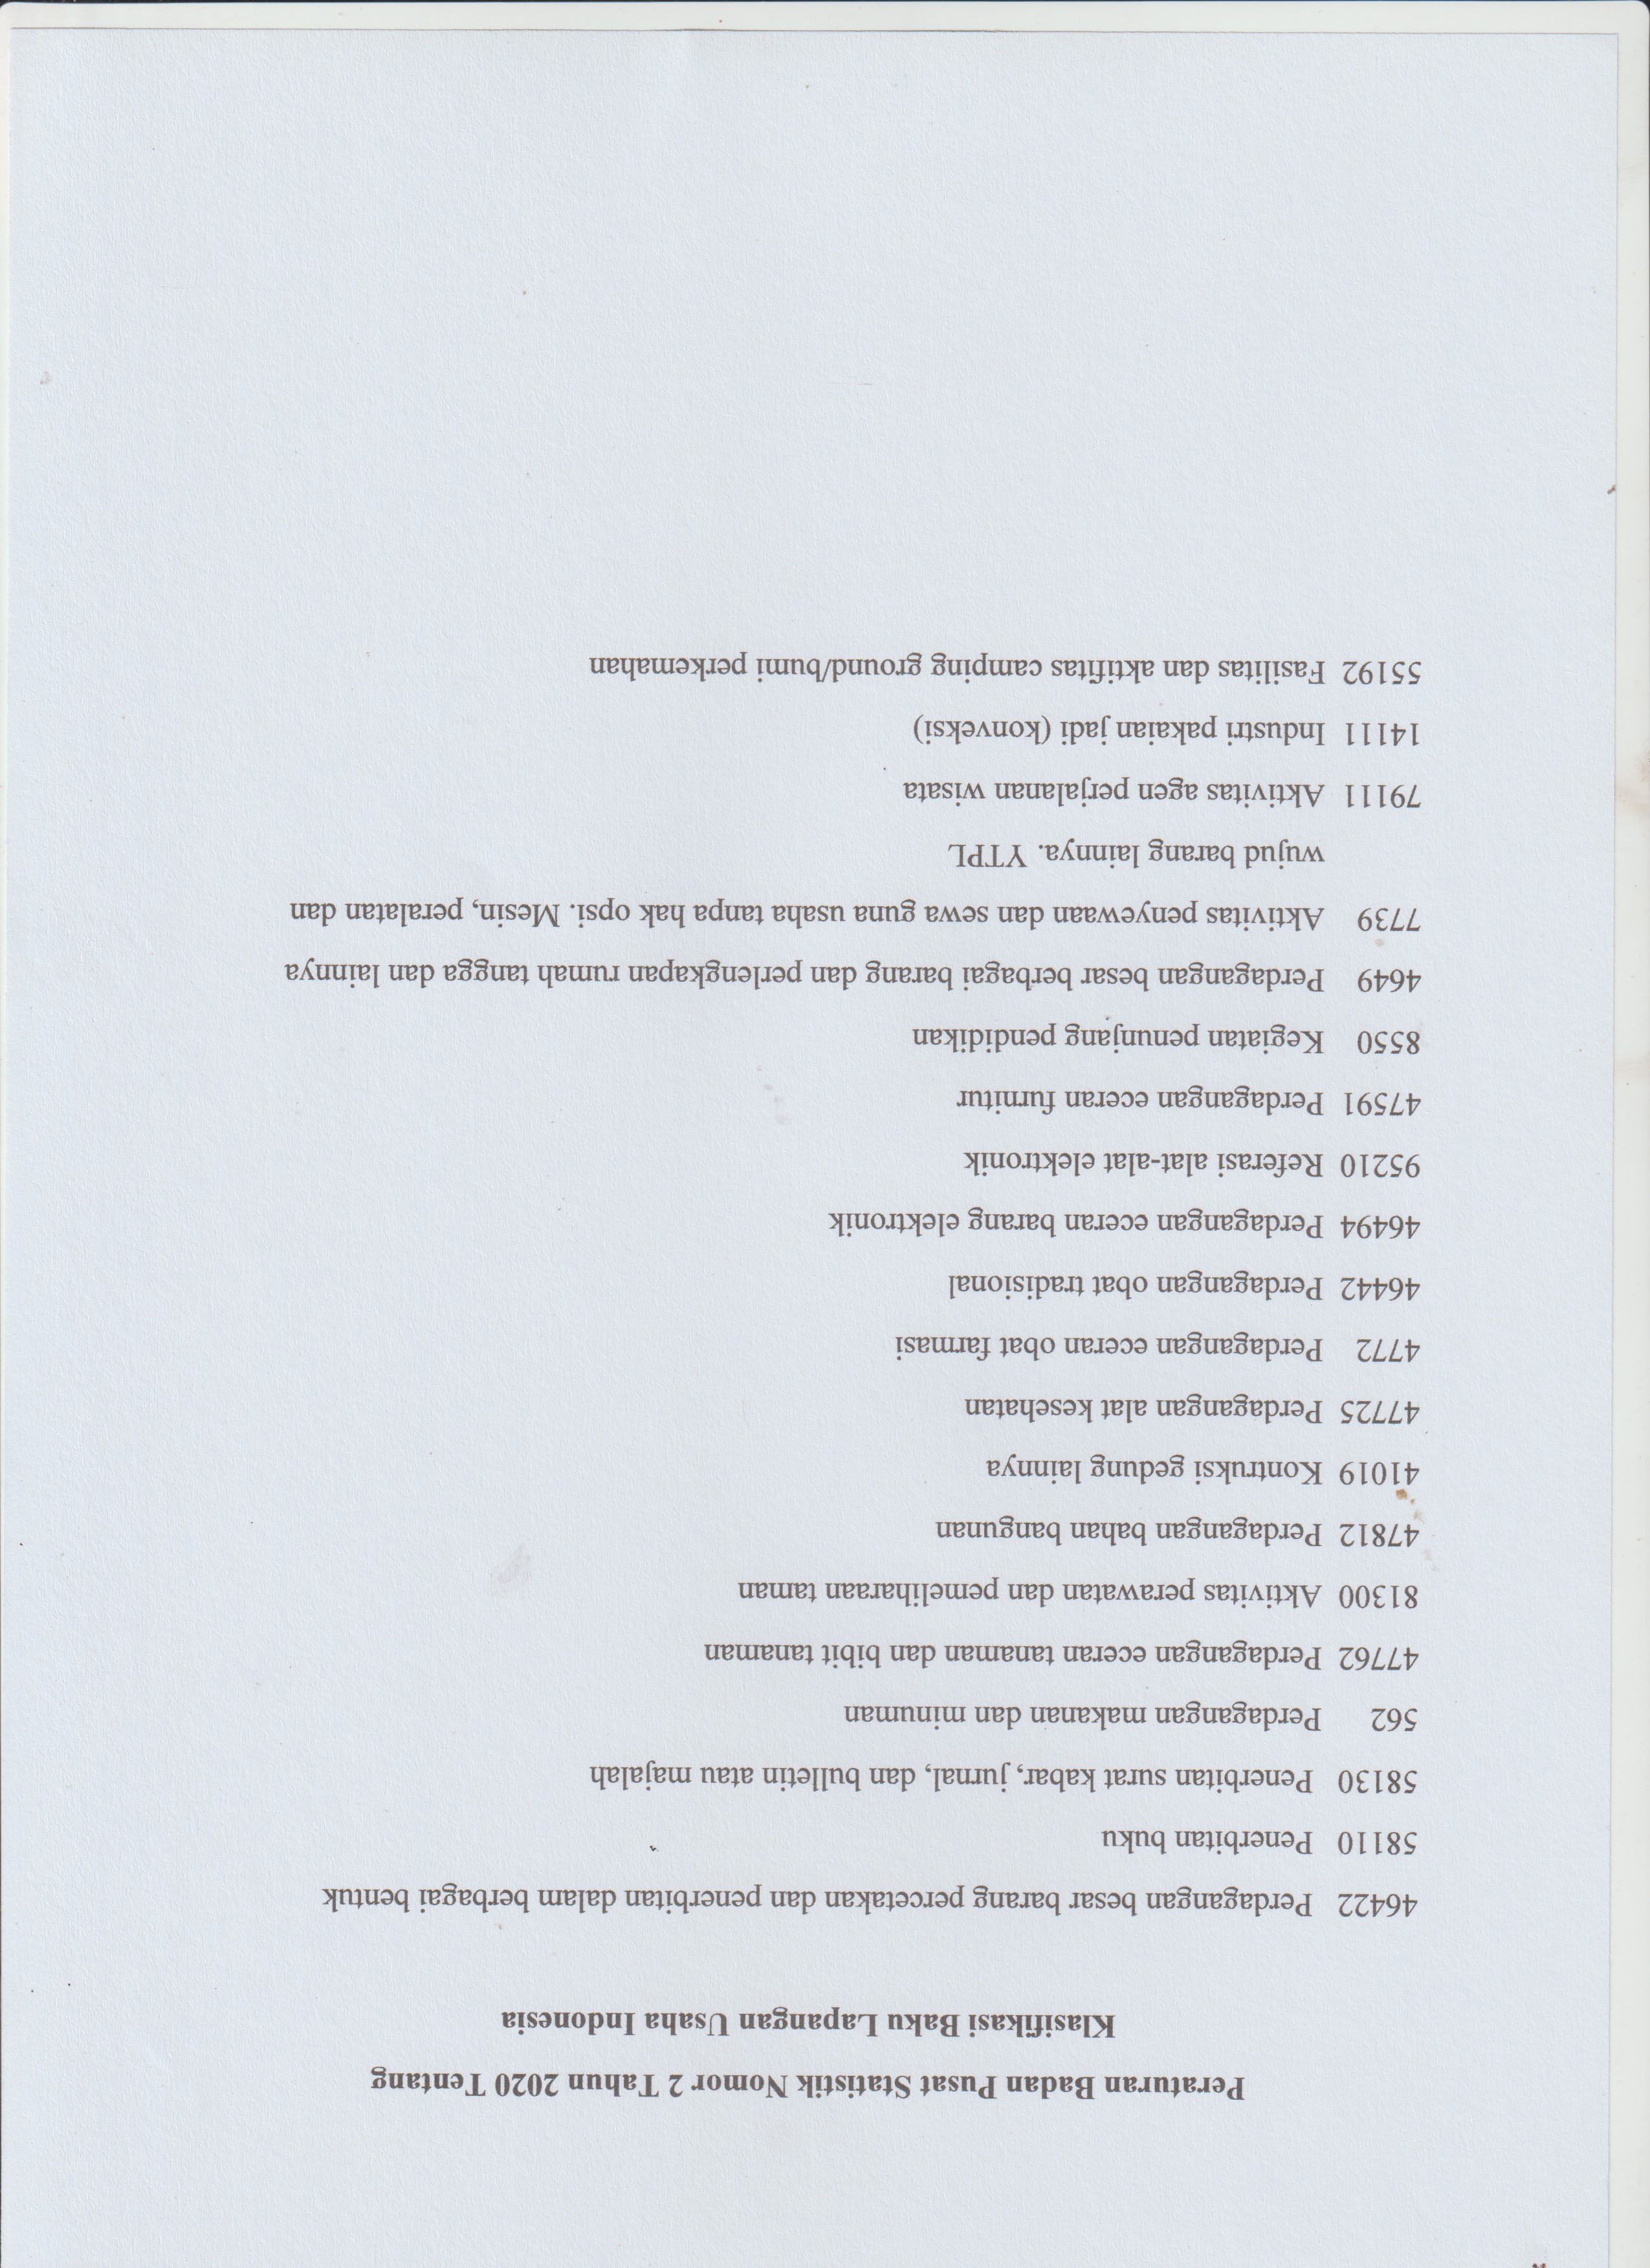 Peraturan Badan Pusat Statistik Nomor 2 Tahun 2020 Tentang
Klasifikasi Baku Lapangan Usaha Indonesia
46422 Perdagangan besar barang percetakan dan penerbitan dalam berbagai bentuk
58110 Penerbitan buku
58130 Penerbitan surat kabar, jurnal, dan bulletin atau majalah
562 Perdagangan makanan dan minuman
47762 Perdagangan eceran tanaman dan bibit tanaman
81300 Aktivitas perawatan dan pemeliharaan taman
47812 Perdagangan bahan bangunan
41019 Kontruksi gedung lainnya
47725 Perdagangan alat kesehatan
4772 Perdagangan eceran obat farmasi
46442 Perdagangan obat tradisional
46494 Perdagangan eceran barang elektronik
95210 Referasi alat-alat elektronik
47591 Perdagangan eceran furnitur
8550 Kegiatan penunjang pendidikan
4649 Perdagangan besar berbagai barang dan perlengkapan rumah tangga dan lainnya
7739 Aktivitas penyewaan dan sewa guna usaha tanpa hak opsi. Mesin, peralatan dan
wujud barang lainnya. YTPL
79111 Aktivitas agen perjalanan wisata
14111 Industri pakaian jadi (konveksi)
55192 Fasilitas dan aktifitas camping ground/bumi perkemahan